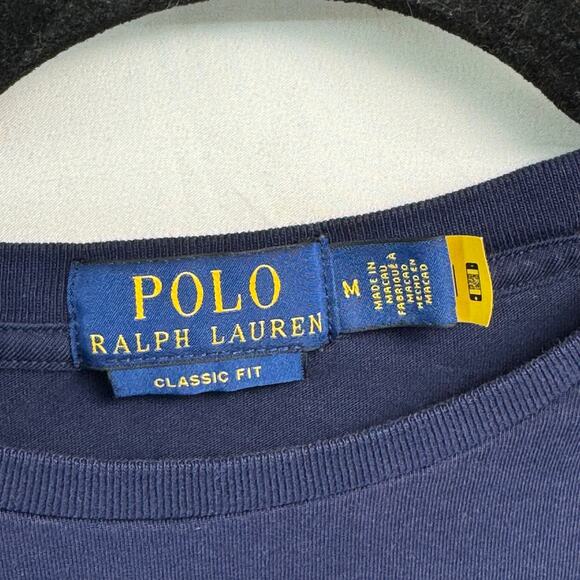 POLO
RALPH LAUREN
CLASSIC FIT
M
MADE IN
MACAU
FABRIQUÉ À
MACAO
HECHO EN
MACAO